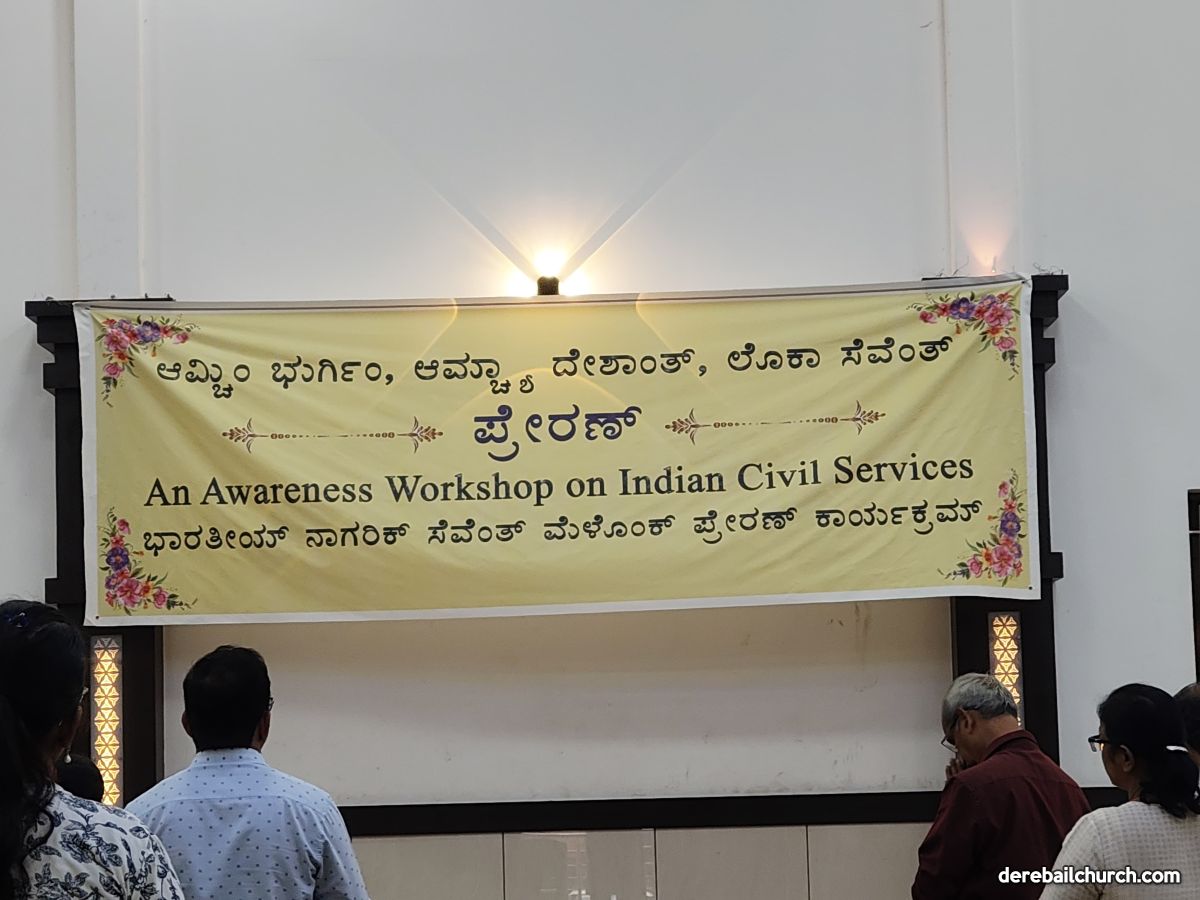 ಆಮ್ಚಿಂ ಭುರ್ಗಿಂ, ಆಮ್ಚ್ಯಾ ದೇಶಾಂತ್, ಲೊಕಾ ಸೆವೆಂತ್
ಪ್ರೇರಣ್
An Awareness Workshop on Indian Civil Services
ಭಾರತೀಯ್ ನಾಗರಿಕ್ ಸೆವೆಂತ್ ಮೆಳೊಂಕ್ ಪ್ರೇರಣ್ ಕಾರ್ಯಕ್ರಮ್
derebailchurch.com